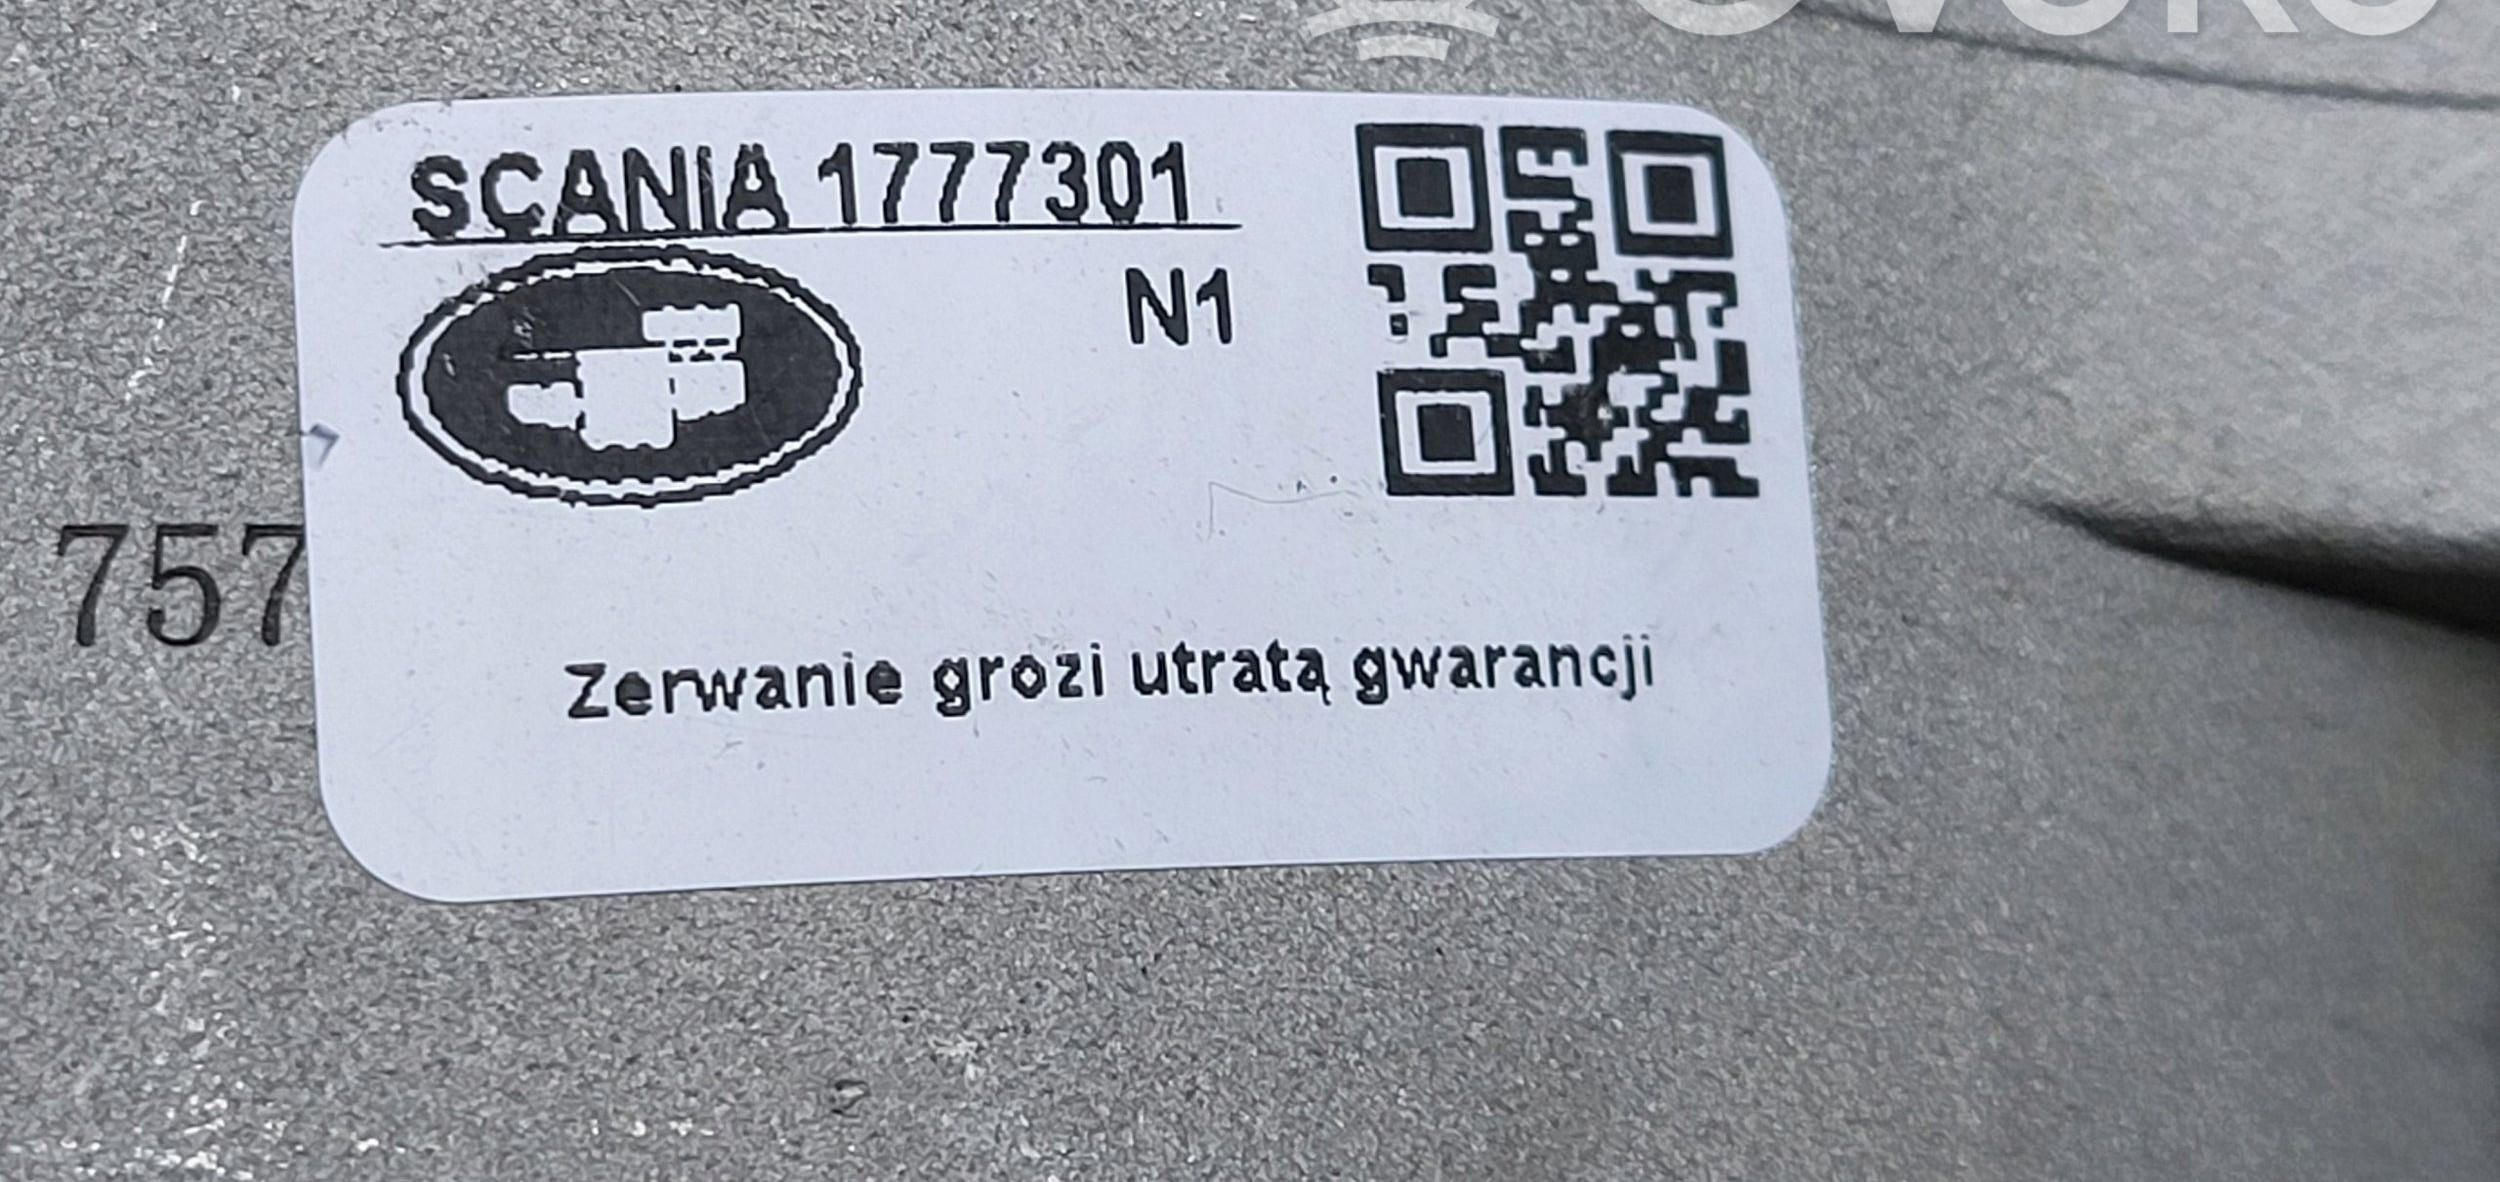 SCANIA 1777301
N1
757
Zerwanie grozi utratą gwarancji